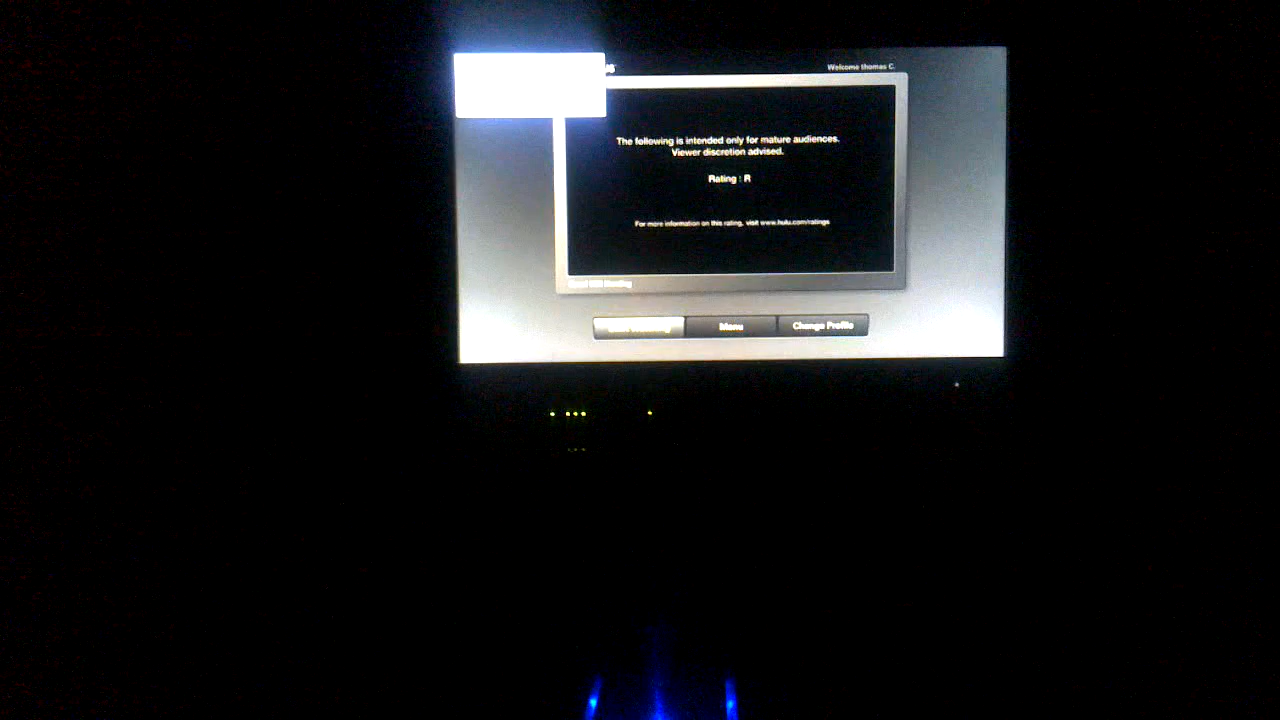 Welcome thomas C.
The following is intended only for mature audiences.
Viewer discretion advised.
Rating : R
For more information on this rating, visit www.hulu.com/ratings
Menu
Change Profile